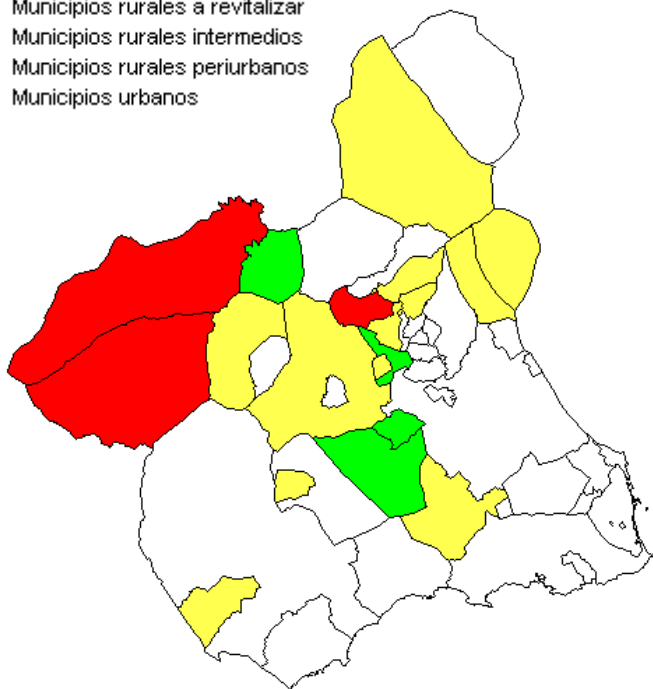 Municipios rurales a revitalizar
Municipios rurales intermedios
Municipios rurales periurbanos
Municipios urbanos